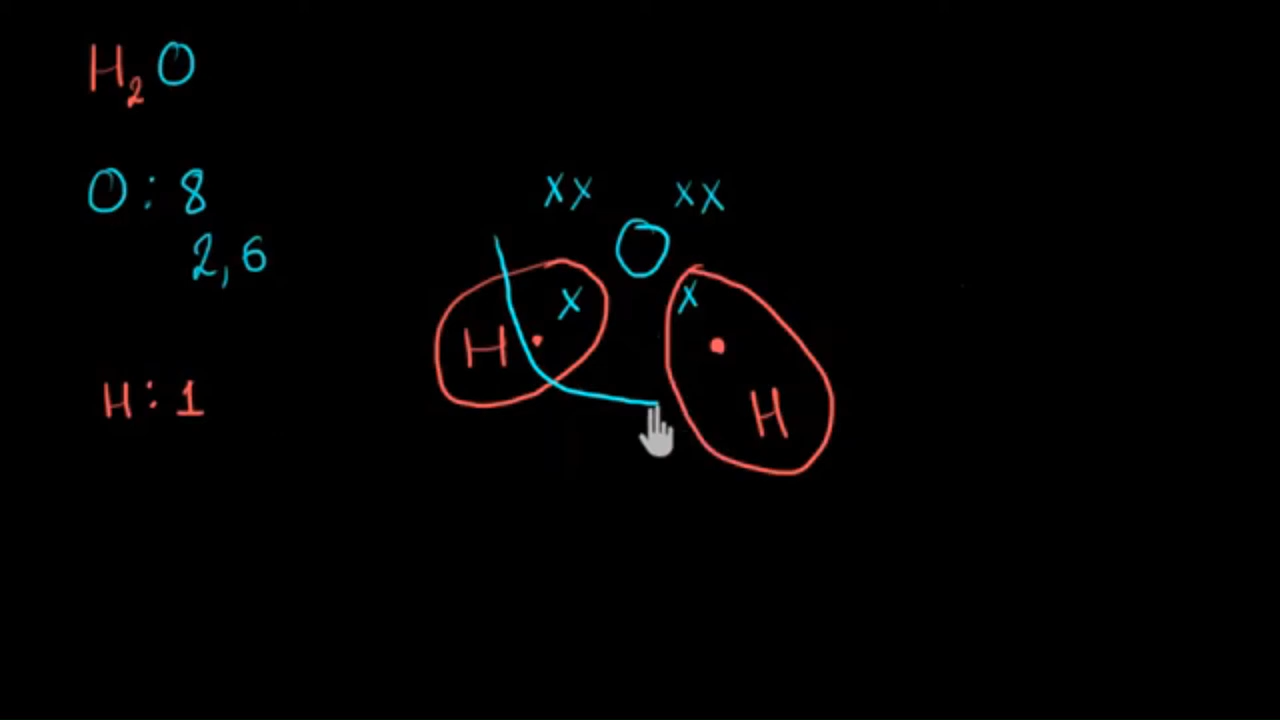 H₂O
O: 8
2, 6
xx xx
O
x x
H • •
H
H: 1